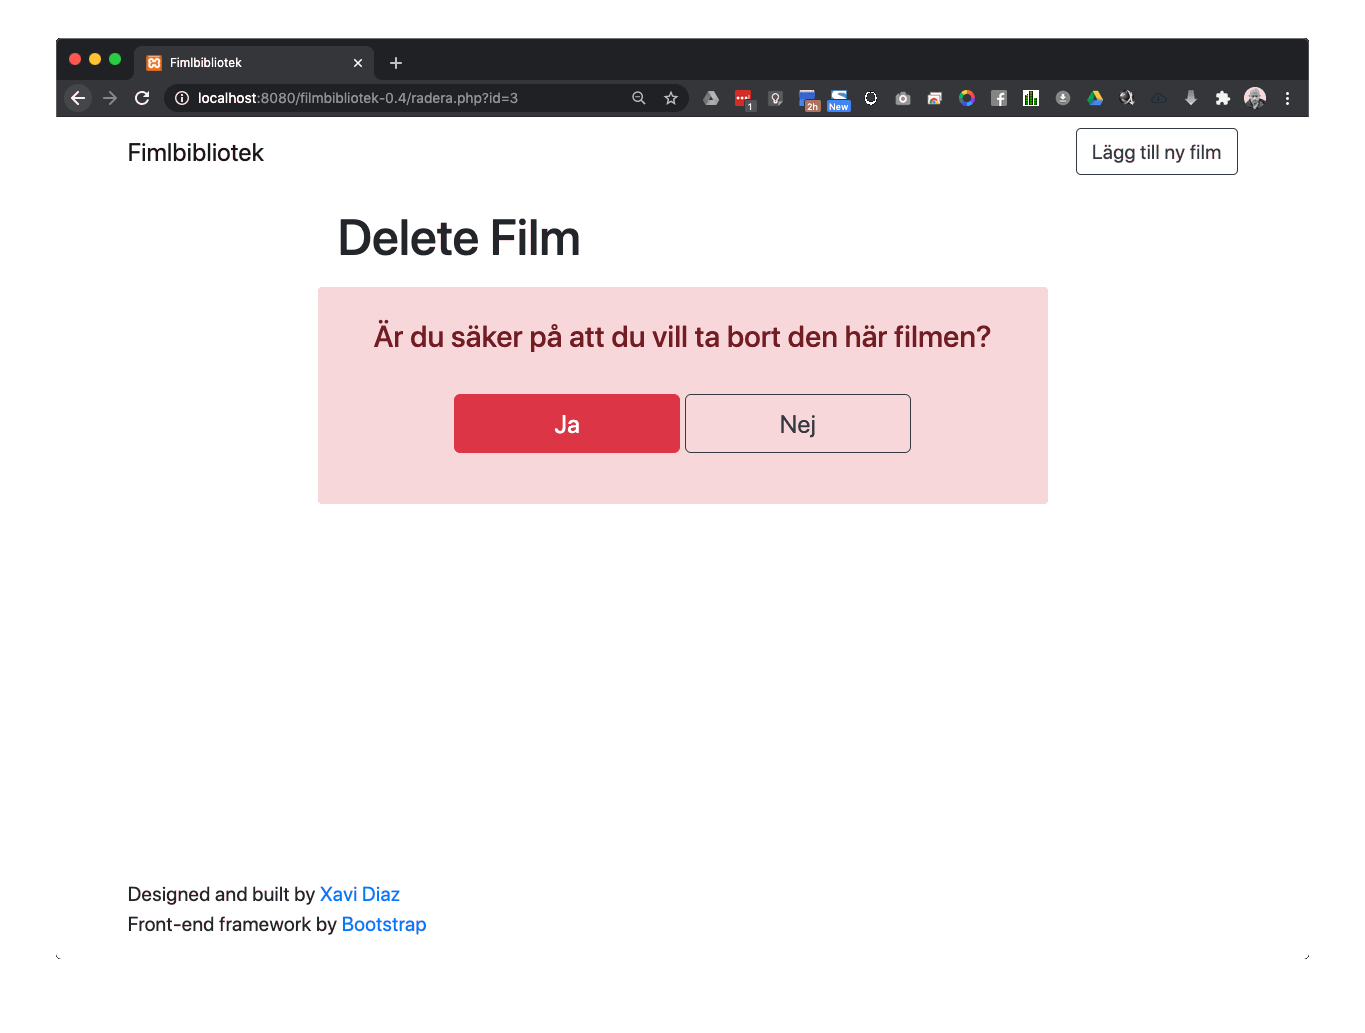 Fimlbibliotek
localhost:8080/filmbibliotek-0.4/radera.php?id=3
1
2h
New
Fimlbibliotek
Lägg till ny film
Delete Film
Är du säker på att du vill ta bort den här filmen?
Ja
Nej
Designed and built by Xavi Diaz
Front-end framework by Bootstrap